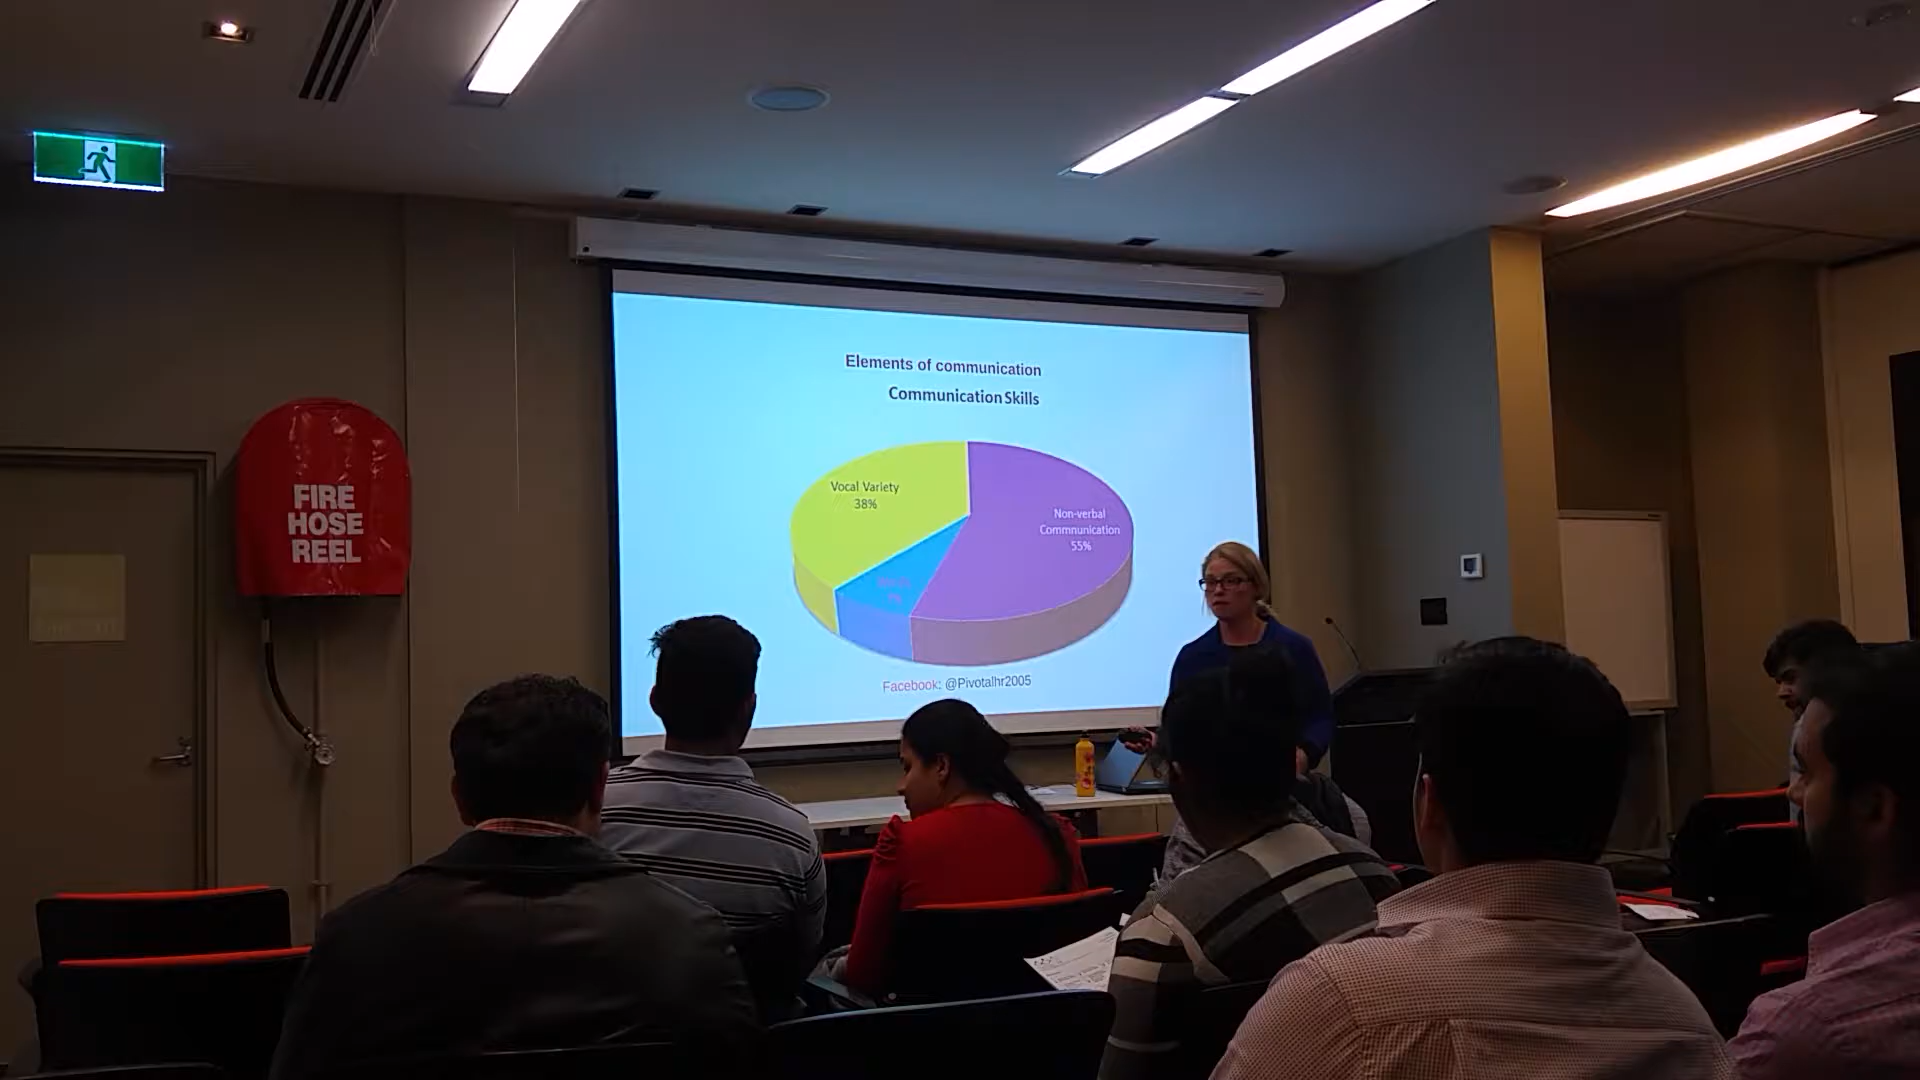 FIRE
HOSE
REEL
Elements of communication
Communication Skills
Vocal Variety
38%
Non-verbal
Commnunication
55%
Facebook: @Pivotalhr2005